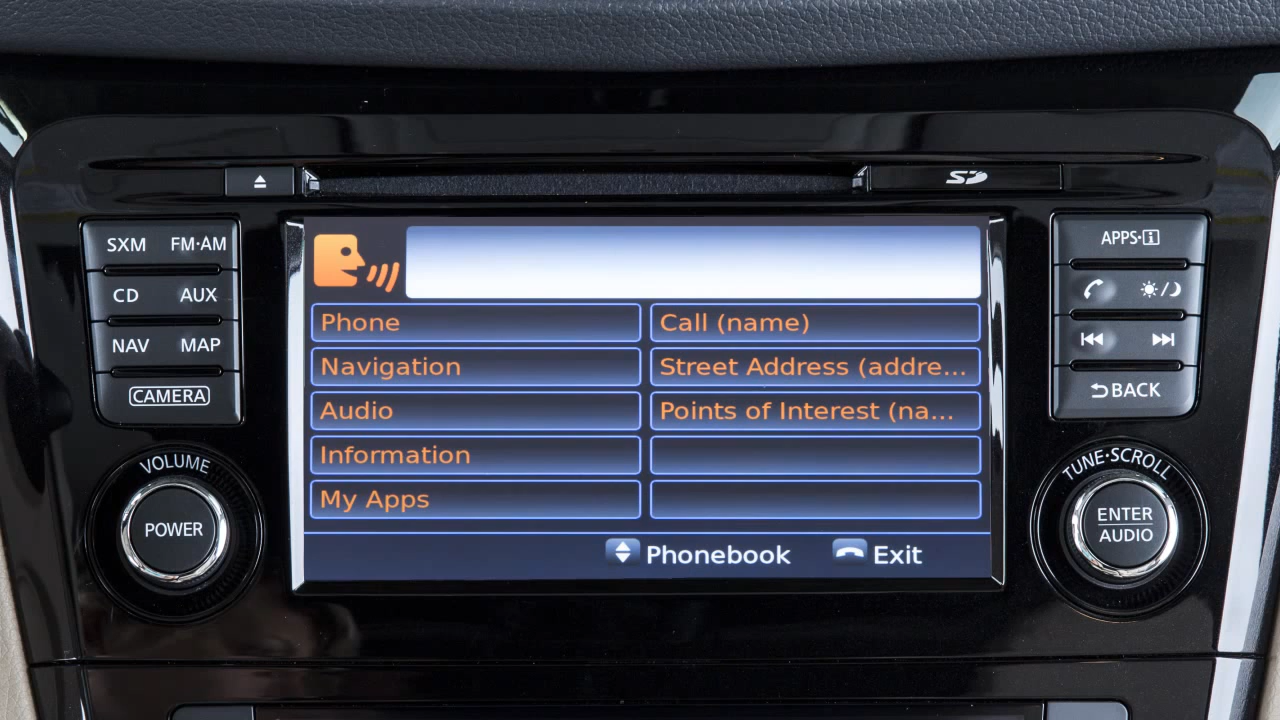 SD
SXM FM·AM
CD AUX
NAV MAP
CAMERA
VOLUME
POWER
Phone
Call (name)
Navigation
Street Address (addre...
Audio
Points of Interest (na...
Information
My Apps
Phonebook
Exit
APPS·i
BACK
TUNE·SCROLL
ENTER
AUDIO